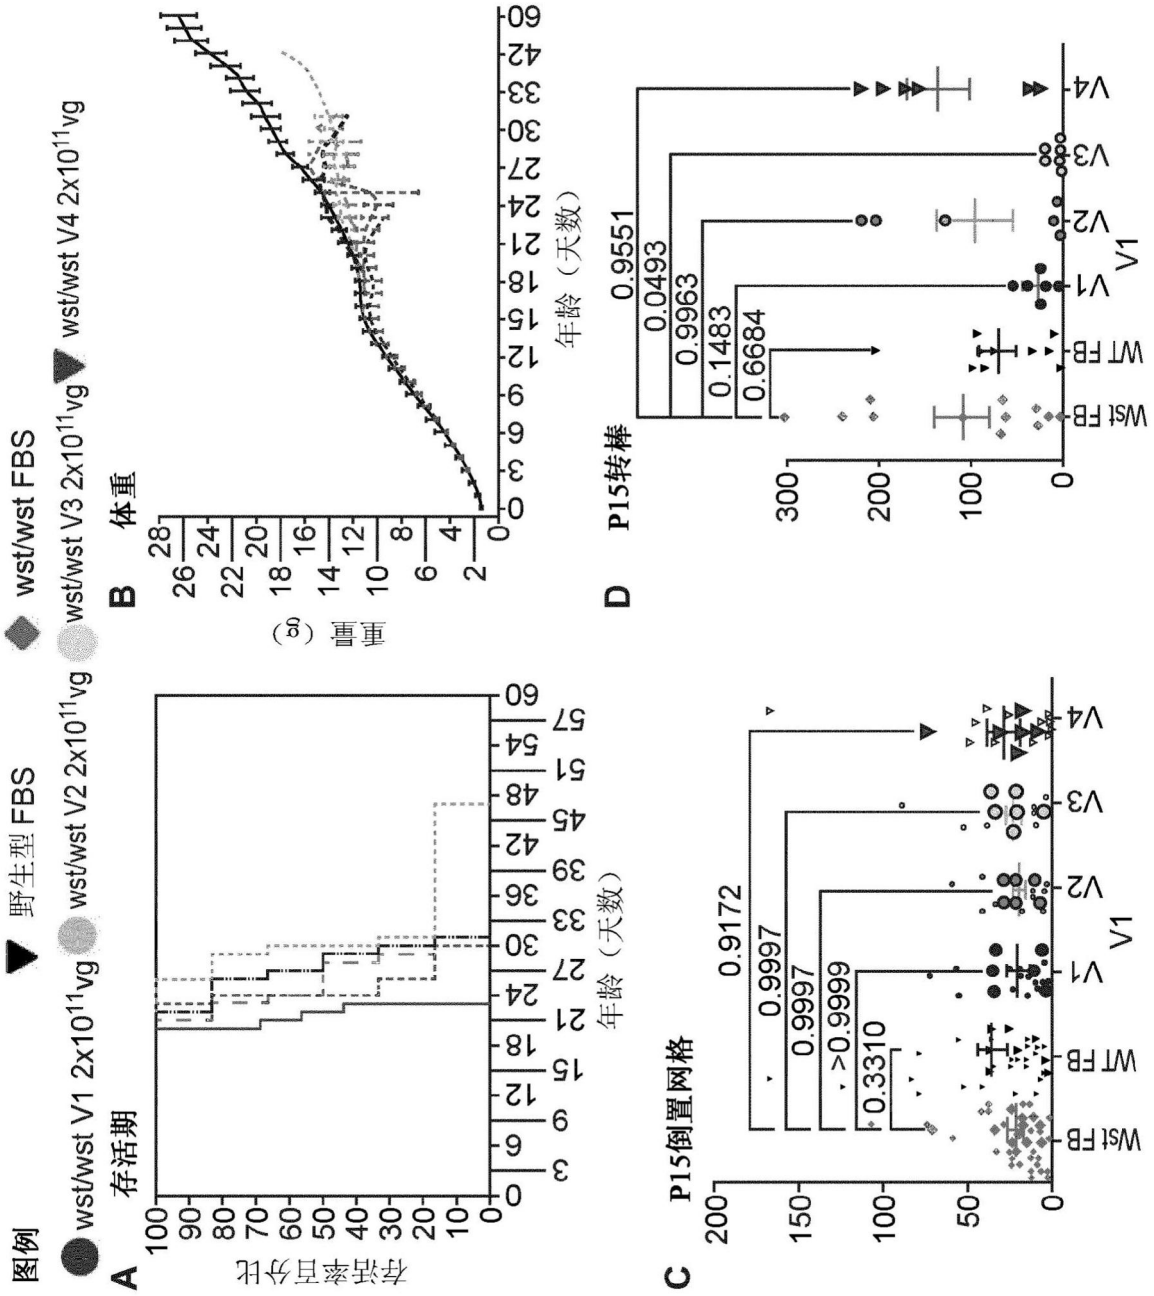 图例
▼ 野生型 FBS ◆ wst/wst FBS
● wst/wst V1 2x10¹¹vg ● wst/wst V2 2x10¹¹vg ● wst/wst V3 2x10¹¹vg ▼ wst/wst V4 2x10¹¹vg
A 存活期
存活率百分比
100
90
80
70
60
50
40
30
20
10
0
0 3 6 9 12 15 18 21 24 27 30 33 36 39 42 45 48 51 54 57 60
年龄（天数）
B 体重
重量（g）
28
26
24
22
20
18
16
14
12
10
8
6
4
2
0
0 3 6 9 12 15 18 21 24 27 30 33 42 60
年龄（天数）
C P15倒置网格
200
150
100
50
0
0.9172
0.9997
0.9997
>0.9999
0.3310
Wst FB WT FB V1 V2 V3 V4
V1
D P15转棒
300
200
100
0
0.9551
0.0493
0.9963
0.1483
0.6684
Wst FB WT FB V1 V2 V3 V4
V1